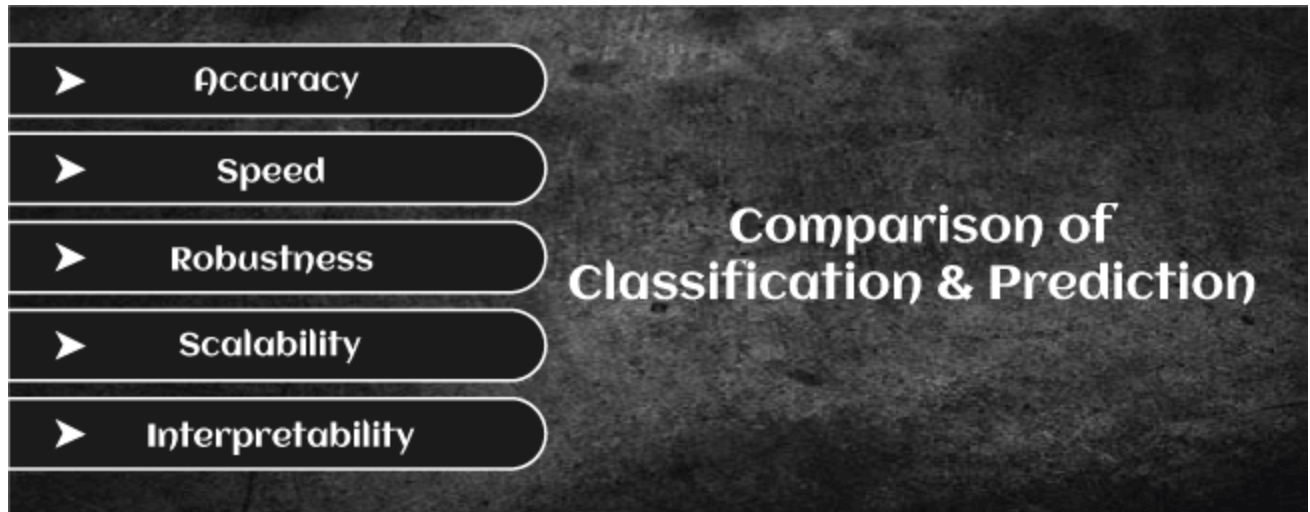 Accuracy
Speed
Robustness
Scalability
Interpretability
Comparison of
Classification & Prediction